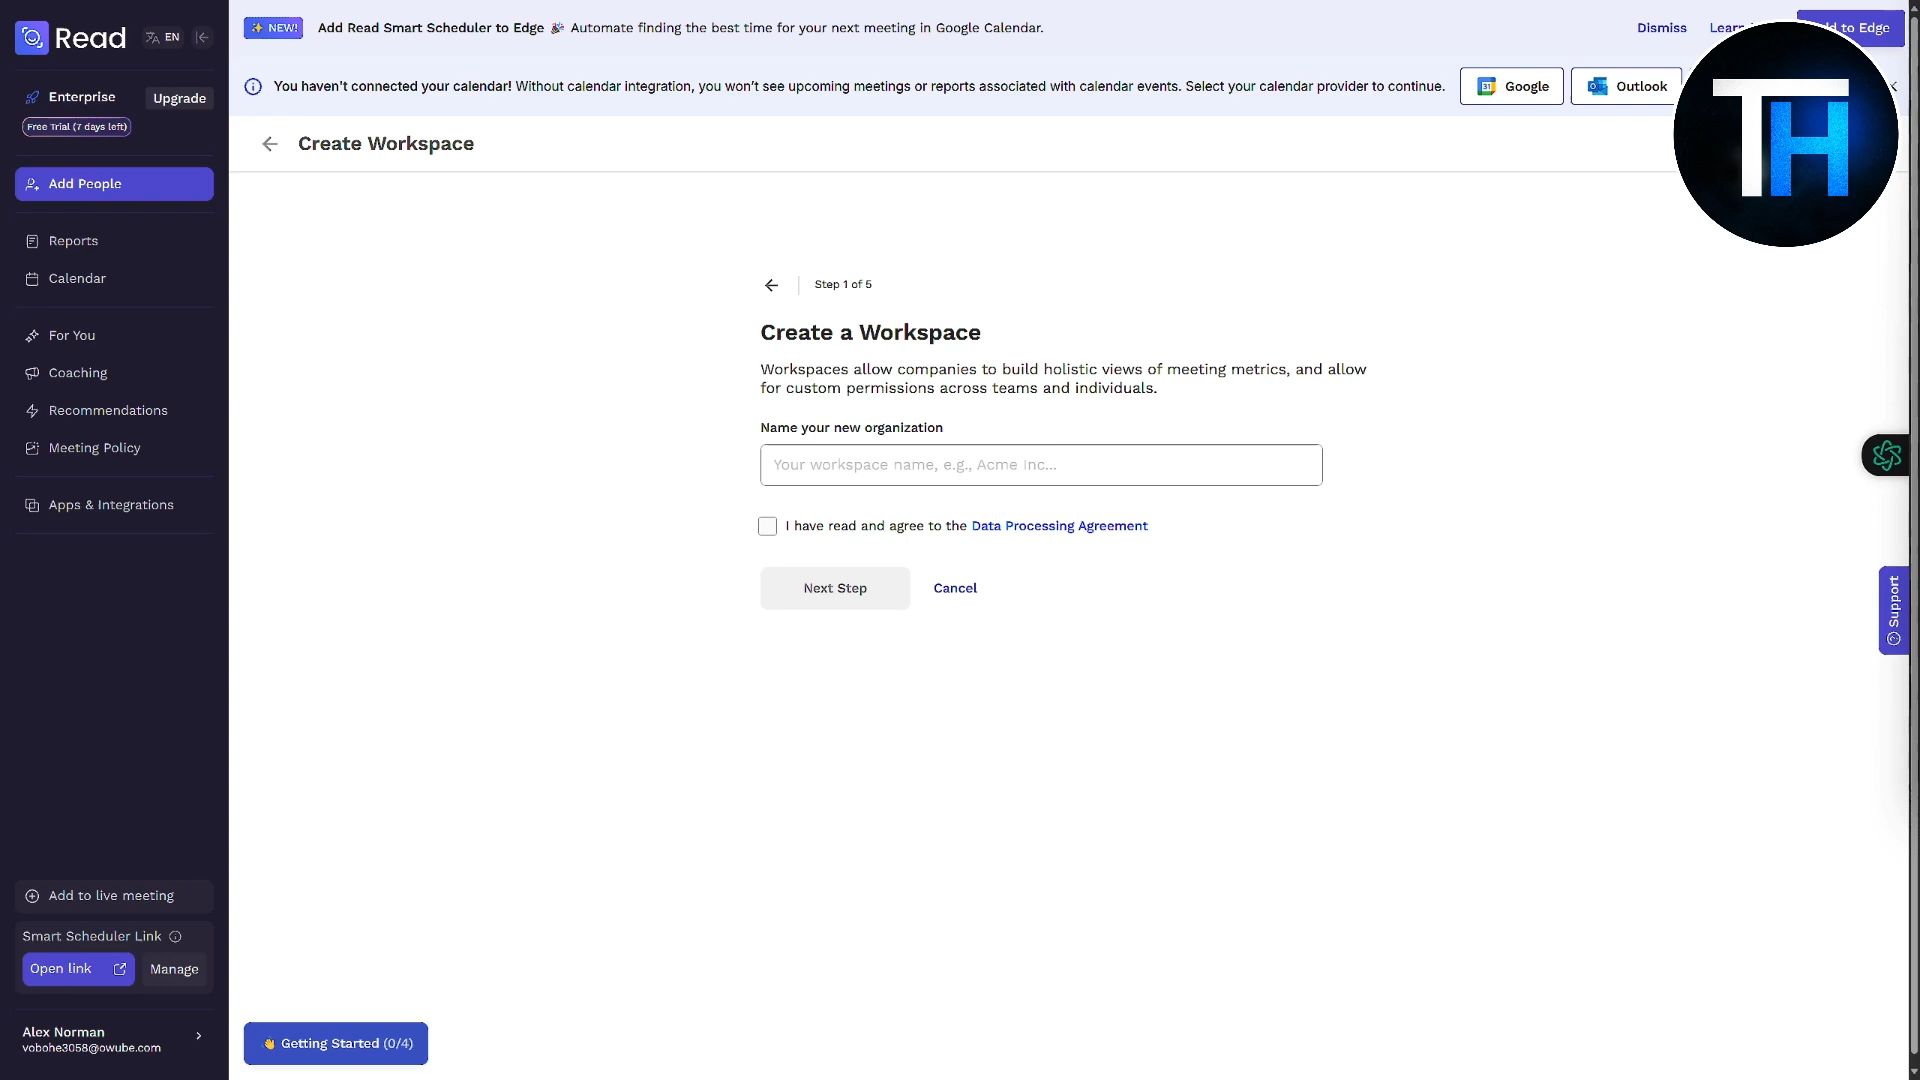 Read
EN
Enterprise
Upgrade
Free Trial (7 days left)
Add People
Reports
Calendar
For You
Coaching
Recommendations
Meeting Policy
Apps & Integrations
Add to live meeting
Smart Scheduler Link
Open link
Manage
Alex Norman
vobohe3058@owube.com
✨ NEW!
Add Read Smart Scheduler to Edge 🎉 Automate finding the best time for your next meeting in Google Calendar.
Dismiss
to Edge
You haven't connected your calendar! Without calendar integration, you won't see upcoming meetings or reports associated with calendar events. Select your calendar provider to continue.
31
Google
Outlook
TH
Create Workspace
Step 1 of 5
Create a Workspace
Workspaces allow companies to build holistic views of meeting metrics, and allow
for custom permissions across teams and individuals.
Name your new organization
Your workspace name, e.g., Acme Inc...
I have read and agree to the Data Processing Agreement
Next Step
Cancel
Support
👋 Getting Started (0/4)